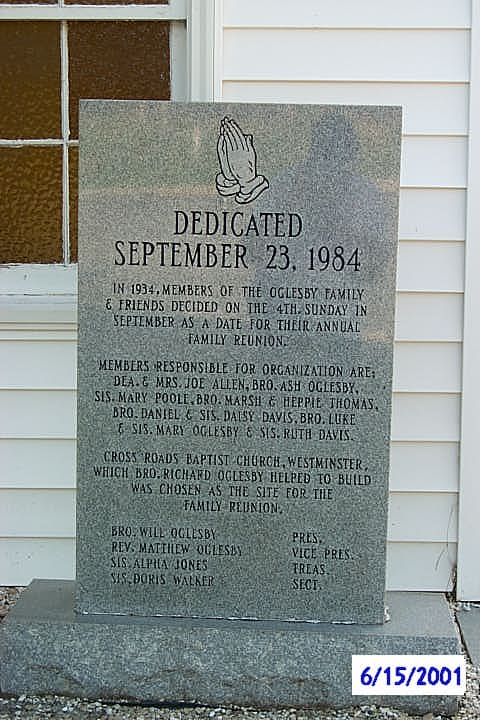 DEDICATED
SEPTEMBER 23, 1984
IN 1934, MEMBERS OF THE OGLESBY FAMILY
& FRIENDS DECIDED ON THE 4TH. SUNDAY IN
SEPTEMBER AS A DATE FOR THEIR ANNUAL
FAMILY REUNION.
MEMBERS RESPONSIBLE FOR ORGANIZATION ARE;
DEA. & MRS. JOE ALLEN, BRO. ASH OGLESBY,
SIS. MARY POOLE, BRO. MARSH & HEPPIE THOMAS,
BRO. DANIEL & SIS. DAISY DAVIS, BRO. LUKE
& SIS. MARY OGLESBY & SIS. RUTH DAVIS.
CROSS ROADS BAPTIST CHURCH, WESTMINSTER,
WHICH BRO. RICHARD OGLESBY HELPED TO BUILD
WAS CHOSEN AS THE SITE FOR THE
FAMILY REUNION.
BRO. WILL OGLESBY PRES.
REV. MATTHEW OGLESBY VICE PRES.
SIS. ALPHA JONES TREAS.
SIS. DORIS WALKER SECT.
6/15/2001